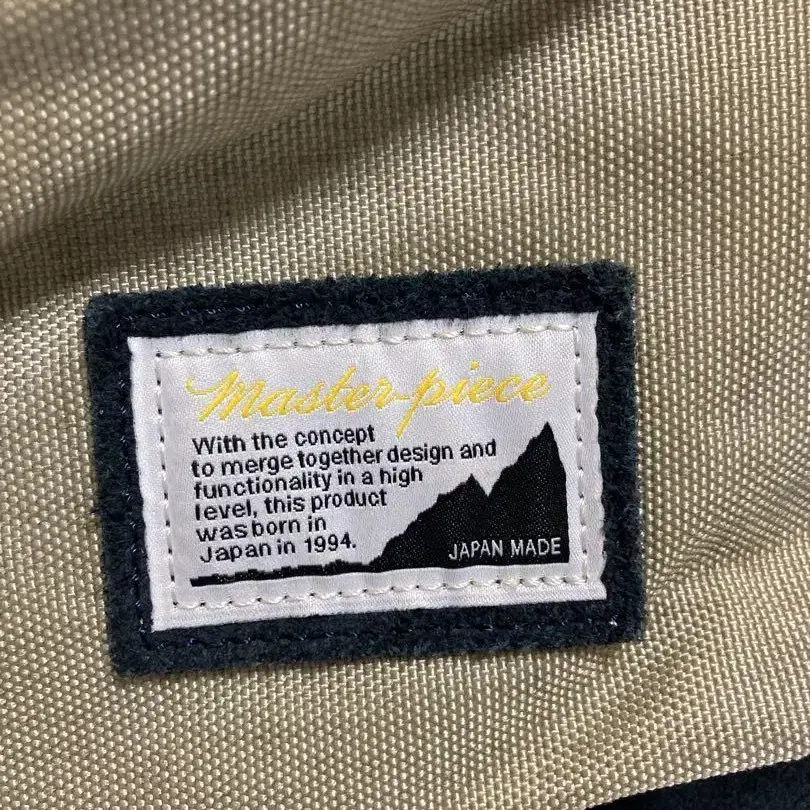 Master-piece
With the concept
to merge together design and
functionality in a high
level, this product
was born in
Japan in 1994.
JAPAN MADE